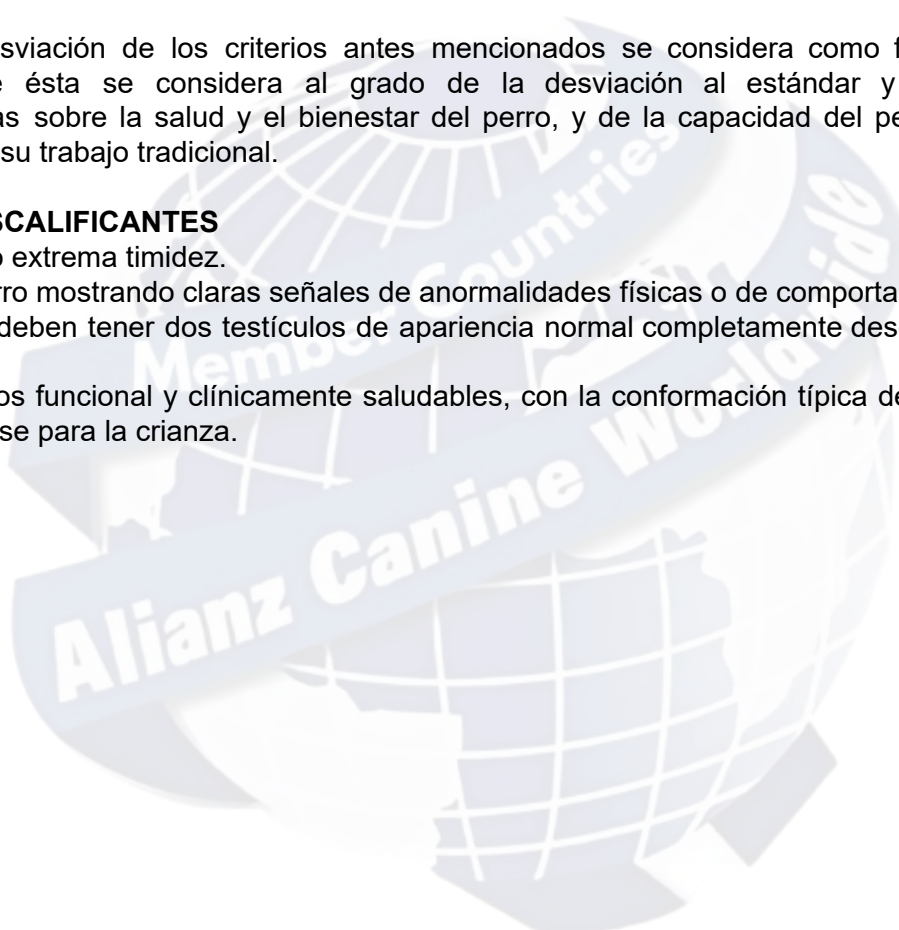 sviación de los criterios antes mencionados se considera como f
e ésta se considera al grado de la desviación al estándar y
as sobre la salud y el bienestar del perro, y de la capacidad del pe
su trabajo tradicional.
SCALIFICANTES
o extrema timidez.
rro mostrando claras señales de anormalidades físicas o de comporta
deben tener dos testículos de apariencia normal completamente des
os funcional y clínicamente saludables, con la conformación típica de
se para la crianza.
Member Countries
Alianz Canine Worldwide